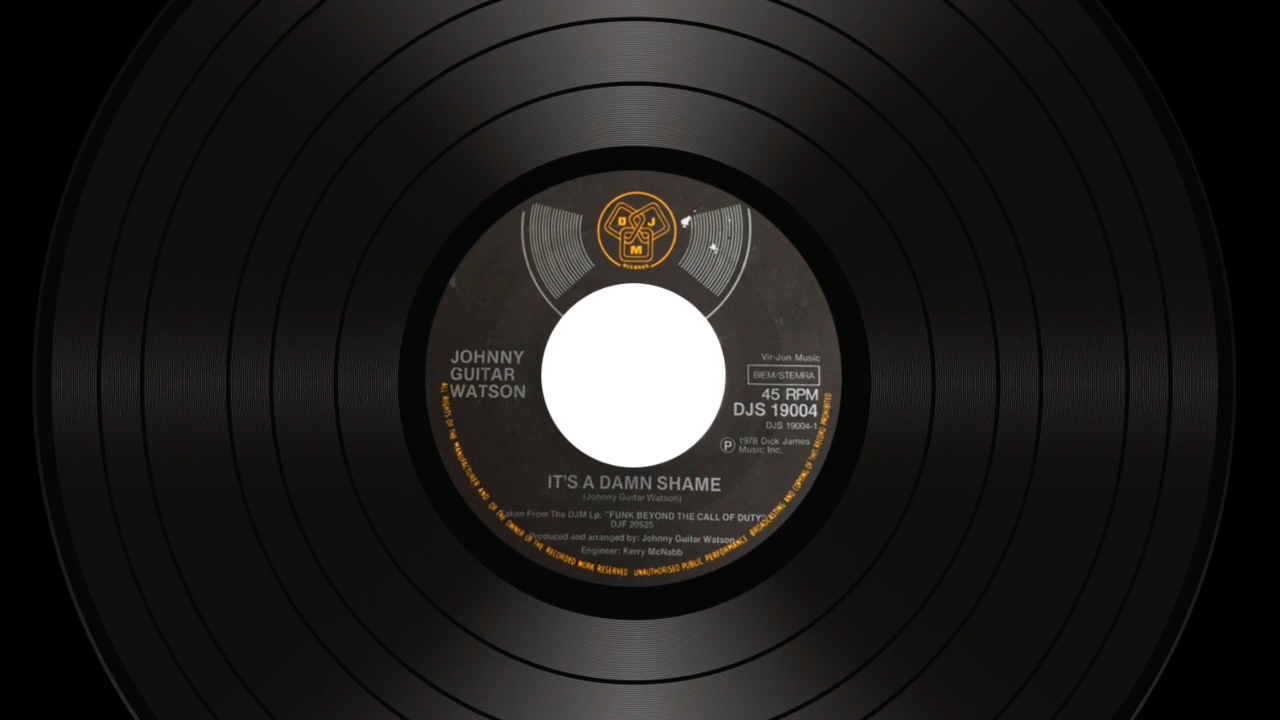 D J
M
RECORDS
JOHNNY
GUITAR
WATSON
Vir-Jon Music
BIEM/STEMRA
45 RPM
DJS 19004
DJS 19004-1
P 1978 Dick James
Music Inc.
IT'S A DAMN SHAME
(Johnny Guitar Watson)
Taken From The DJM Lp: "FUNK BEYOND THE CALL OF DUTY"
DJF 20525
Produced and arranged by: Johnny Guitar Watson
Engineer: Kerry McNabb
ALL RIGHTS OF THE MANUFACTURER AND OF THE OWNER OF THE RECORDED WORK RESERVED · UNAUTHORISED PUBLIC PERFORMANCE BROADCASTING AND COPYING OF THIS RECORD PROHIBITED